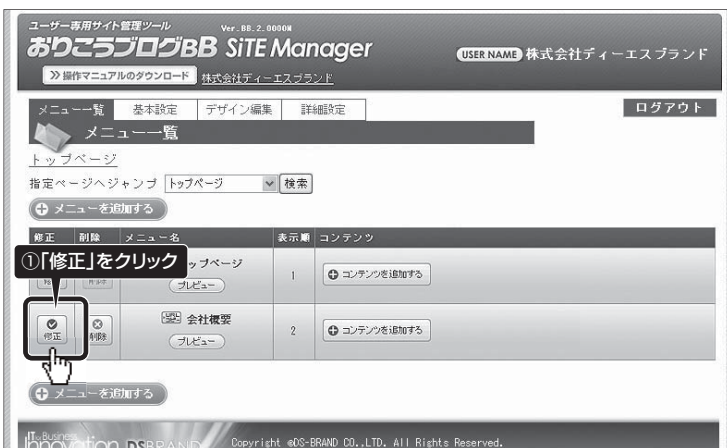 ユーザー専用サイト管理ツール Ver.BB.2.0000M
おりこうブログBB SiTE Manager
USER NAME 株式会社ディーエスブランド
操作マニュアルのダウンロード 株式会社ディーエスブランド
メニュー一覧 基本設定 デザイン編集 詳細設定 ログアウト
メニュー一覧
トップページ
指定ページへジャンプ トップページ 検索
メニューを追加する
修正 削除 メニュー名 表示順 コンテンツ
①「修正」をクリック
ップページ 1 コンテンツを追加する
プレビュー
会社概要
修正 削除 2 コンテンツを追加する
プレビュー
メニューを追加する
IT&Business
Innovation DSBRAND Copyright ©DS-BRAND CO.,LTD. All Rights Reserved.